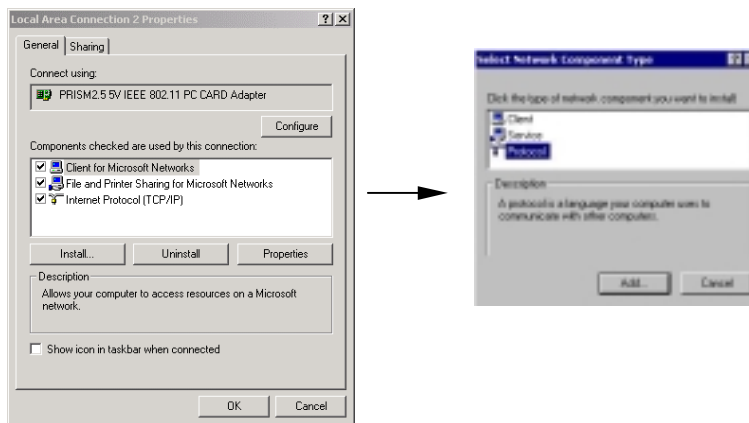 Local Area Connection 2 Properties
General
Sharing
Connect using:
PRISM2.5 5V IEEE 802.11 PC CARD Adapter
Configure
Components checked are used by this connection:
Client for Microsoft Networks
File and Printer Sharing for Microsoft Networks
Internet Protocol (TCP/IP)
Install...
Uninstall
Properties
Description
Allows your computer to access resources on a Microsoft
network.
Show icon in taskbar when connected
OK
Cancel
Select Network Component Type
Click the type of network component you want to install:
Client
Service
Protocol
Description
A protocol is a language your computer uses to
communicate with other computers.
Add...
Cancel